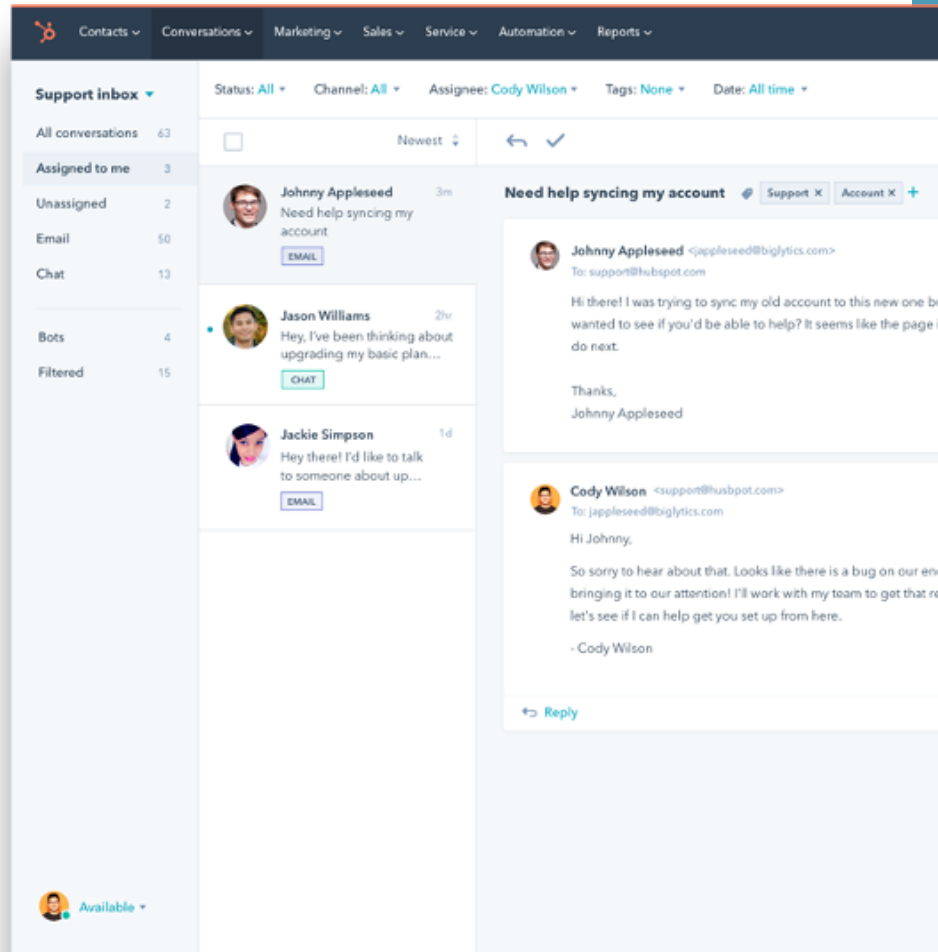 Contacts Conversations Marketing Sales Service Automation Reports
Support inbox
All conversations 63
Assigned to me 3
Unassigned 2
Email 50
Chat 13
Bots 4
Filtered 15
Available
Status: All Channel: All Assignee: Cody Wilson Tags: None Date: All time
Newest
Johnny Appleseed 3m
Need help syncing my
account
EMAIL
Jason Williams 2hr
Hey, I've been thinking about
upgrading my basic plan...
CHAT
Jackie Simpson 1d
Hey there! I'd like to talk
to someone about up...
EMAIL
Need help syncing my account Support X Account X +
Johnny Appleseed <jappleseed@biglytics.com>
To: support@hubspot.com
Hi there! I was trying to sync my old account to this new one
wanted to see if you'd be able to help? It seems like the page
do next.
Thanks,
Johnny Appleseed
Cody Wilson <support@husbpot.com>
To: jappleseed@biglytics.com
Hi Johnny,
So sorry to hear about that. Looks like there is a bug on our
bringing it to our attention! I'll work with my team to get that
let's see if I can help get you set up from here.
- Cody Wilson
Reply